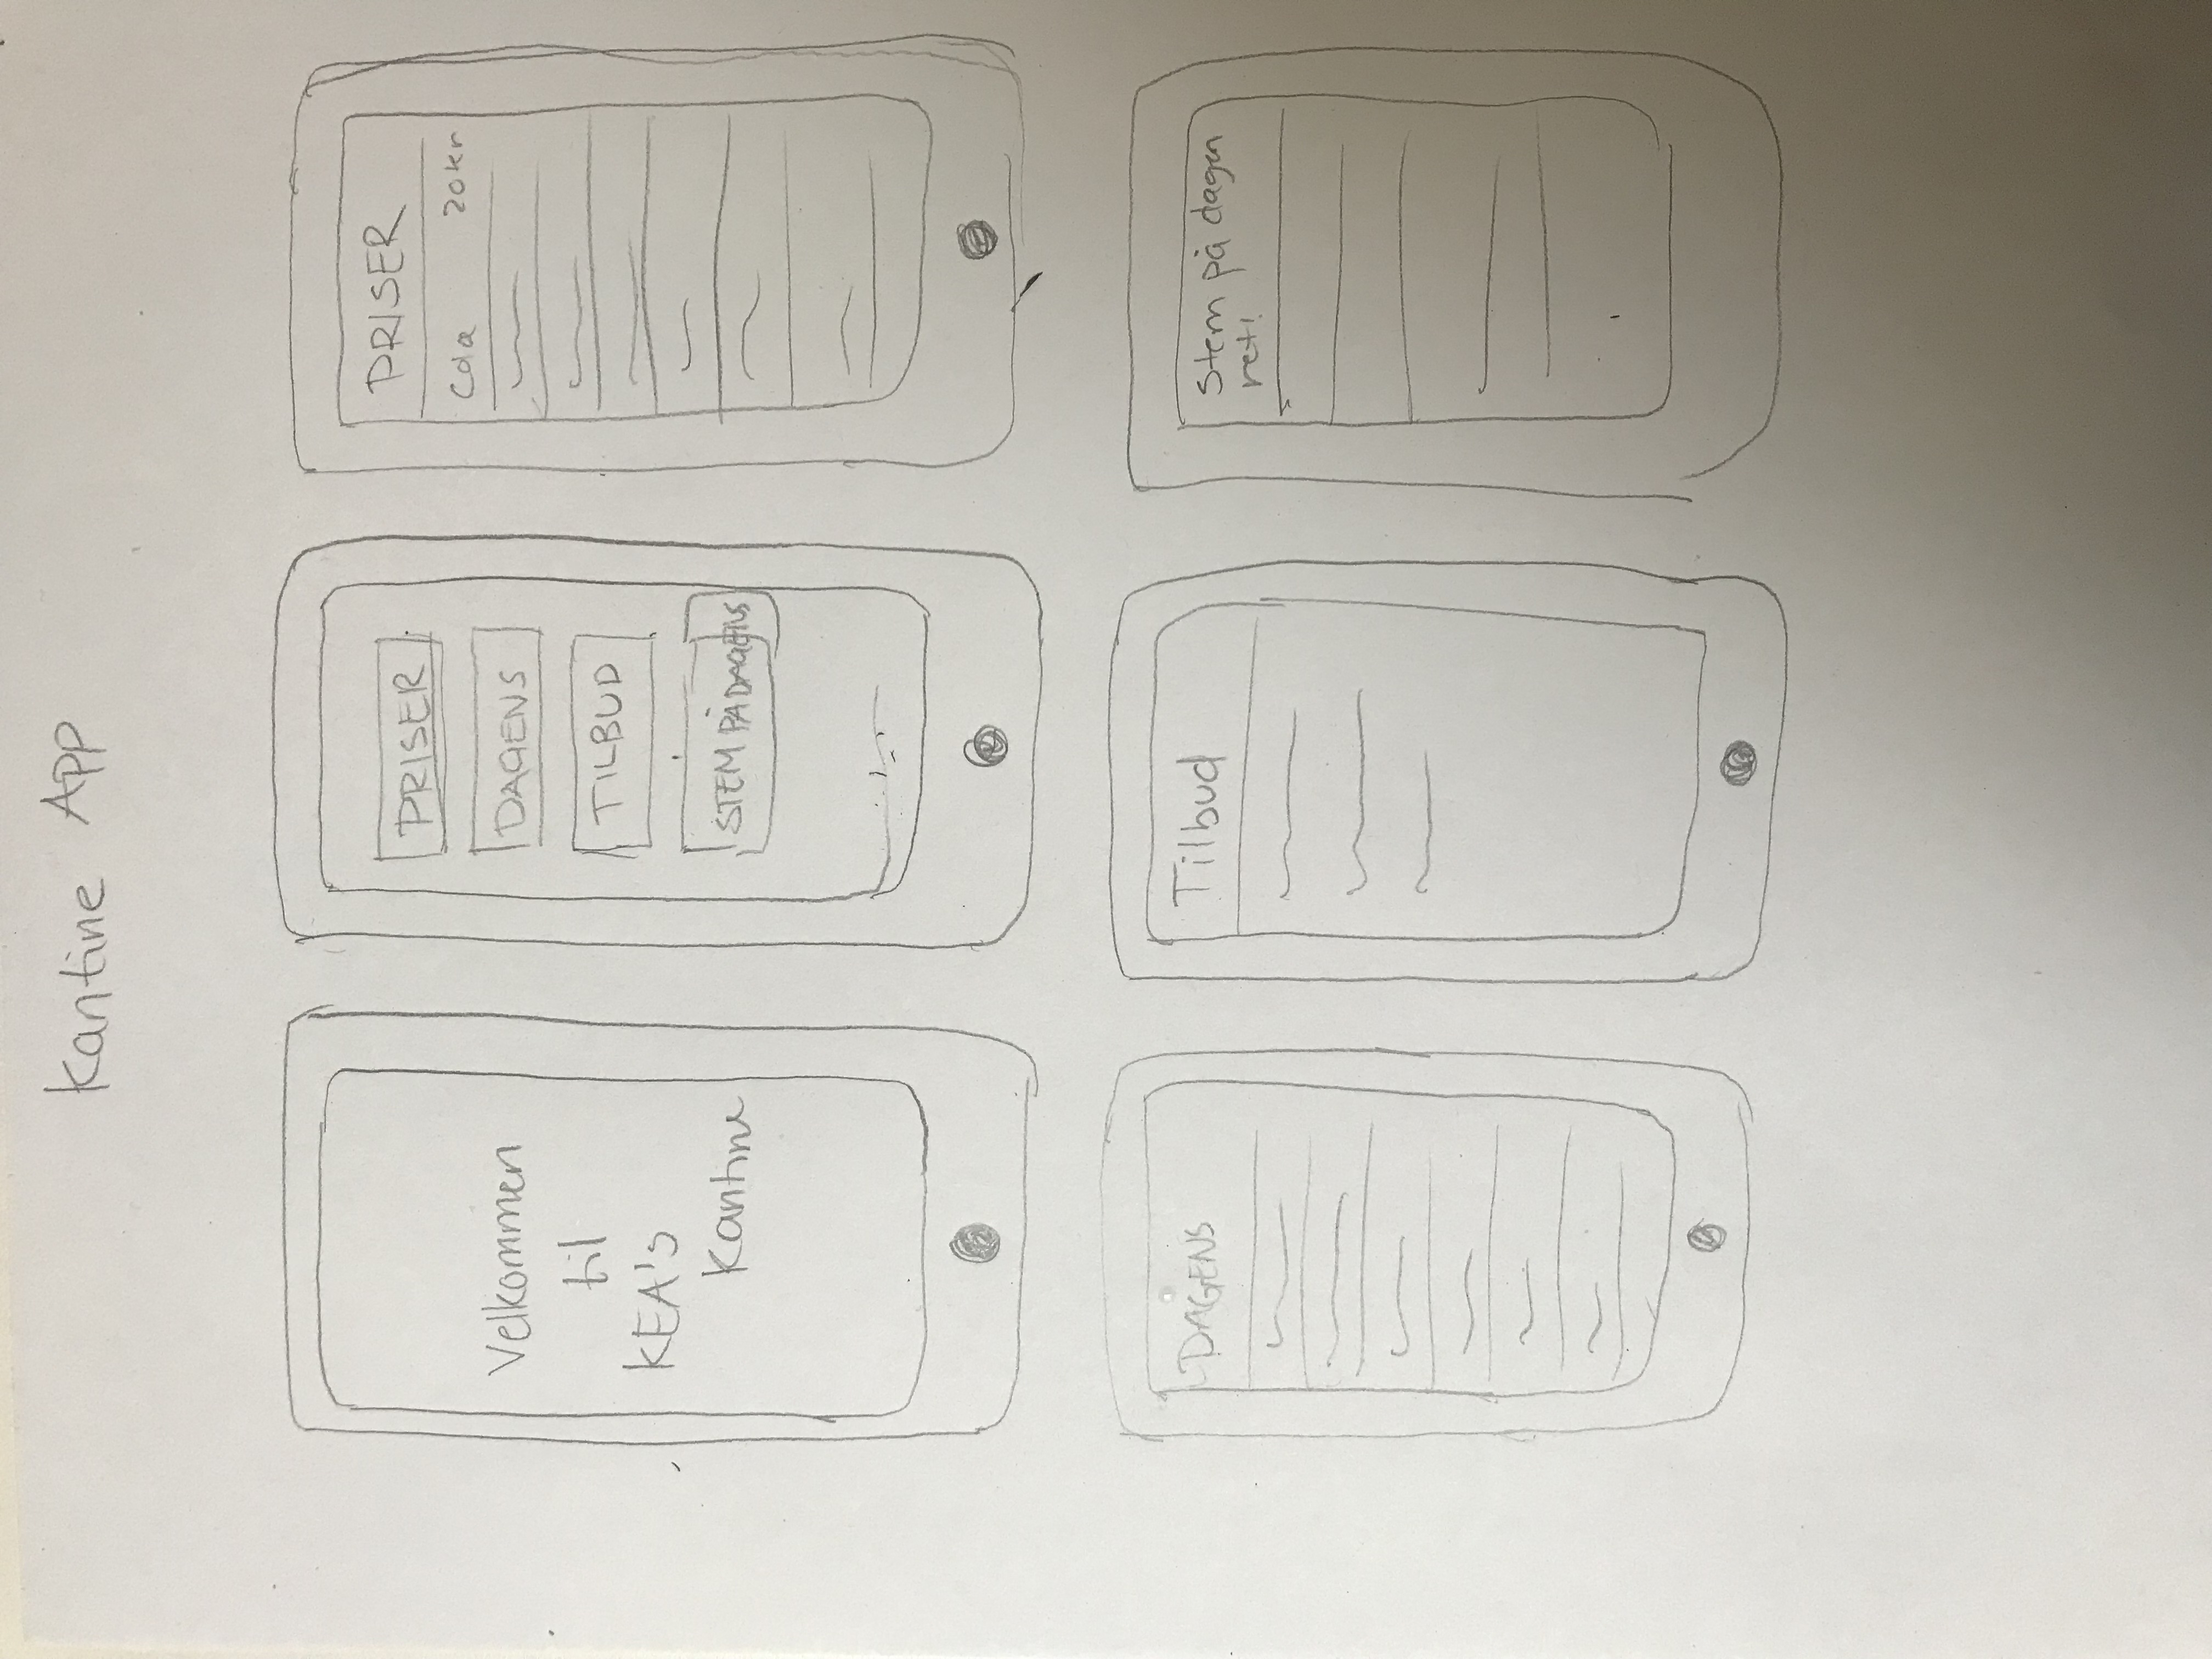 Kantine App
Velkommen
til
KEA's
Kantine
PRISER
DAGENS
TILBUD
STEM PÅ DAGENS
PRISER
Cola 20kr
DAGENS
Tilbud
Stem på dagen
ret!